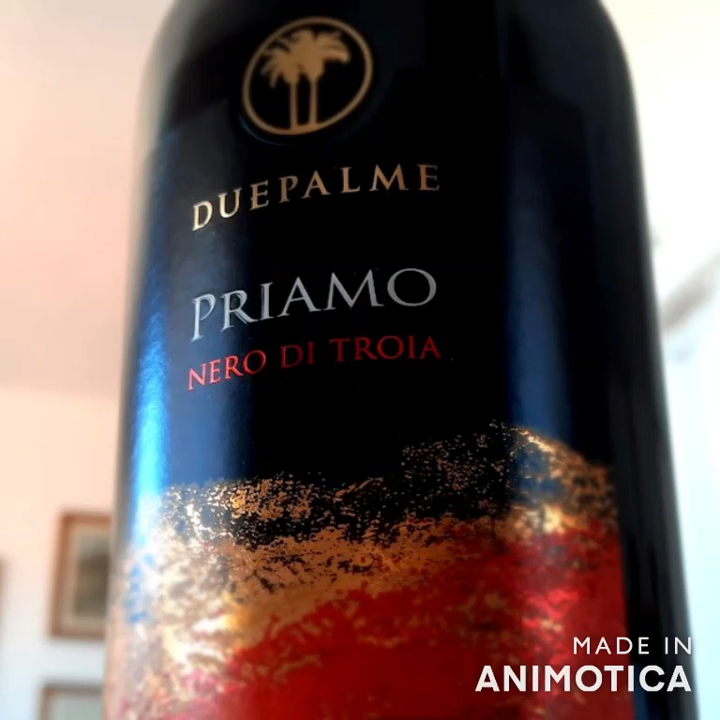 DUEPALME
PRIAMO
NERO DI TROIA
MADE IN
ANIMOTICA